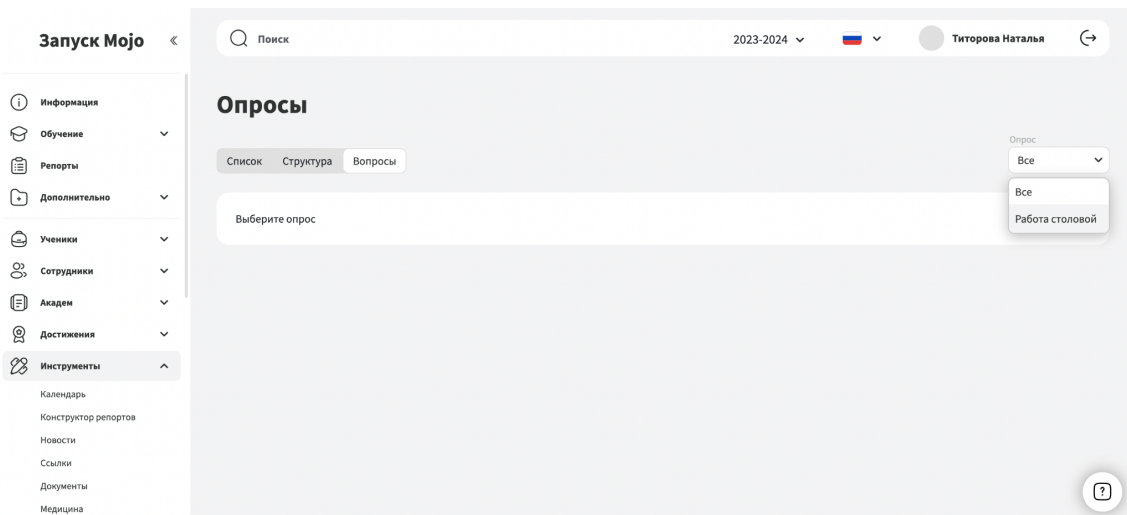 Запуск Mojo
Поиск
2023-2024
Титорова Наталья
Информация
Обучение
Репорты
Дополнительно
Ученики
Сотрудники
Академ
Достижения
Инструменты
Календарь
Конструктор репортов
Новости
Ссылки
Документы
Медицина
Опросы
Список Структура Вопросы
Опрос
Все
Все
Работа столовой
Выберите опрос
?